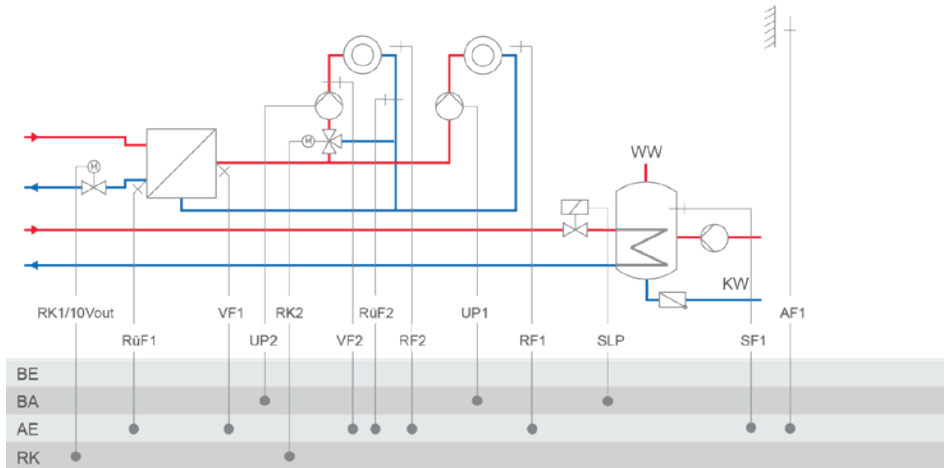 M
M
WW
KW
RK1/10Vout VF1 RK2 RüF2 UP1 AF1
RüF1 UP2 VF2 RF2 RF1 SLP SF1
BE
BA
AE
RK